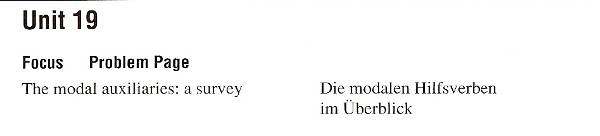 Unit 19
Focus Problem Page
The modal auxiliaries: a survey
Die modalen Hilfsverben
im Überblick